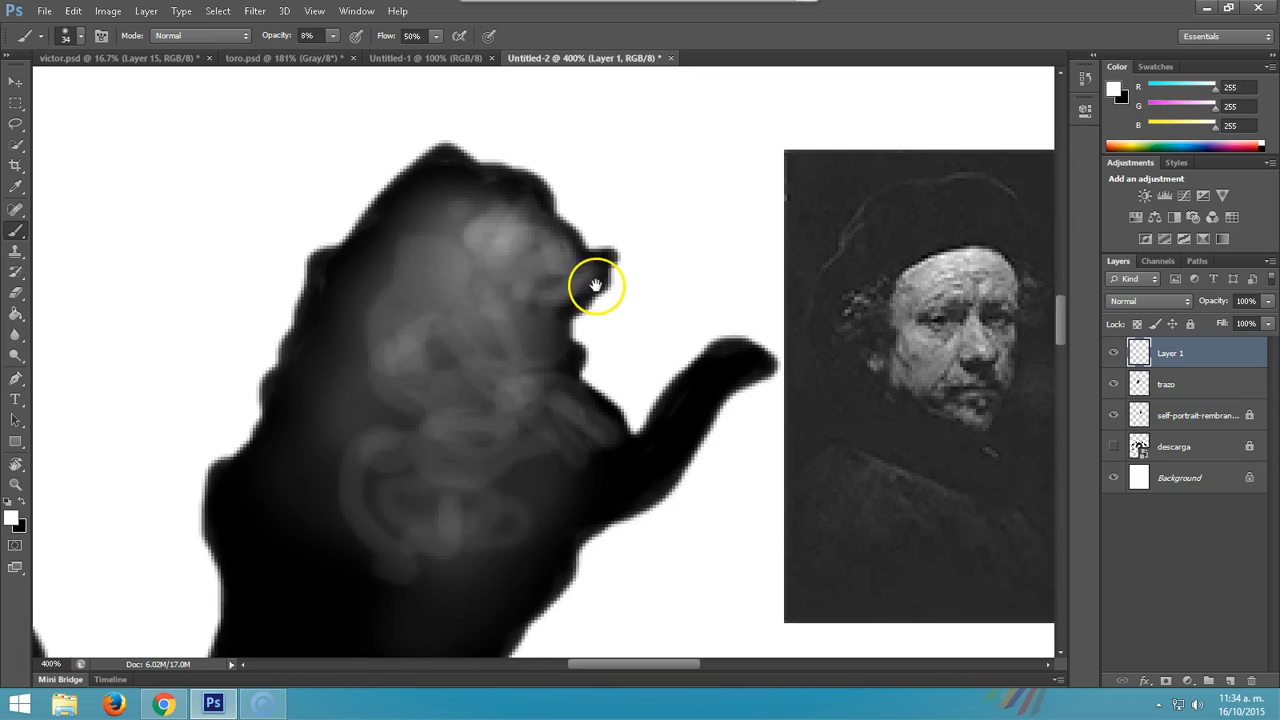 Ps File Edit Image Layer Type Select Filter 3D View Window Help
34 Mode: Normal Opacity: 8% Flow: 50% Essentials
victor.psd @ 16.7% (Layer 15, RGB/8) * × toro.psd @ 181% (Gray/8*) * × Untitled-1 @ 100% (RGB/8) × Untitled-2 @ 400% (Layer 1, RGB/8) * ×
Color Swatches
R 255
G 255
B 255
Adjustments Styles
Add an adjustment
Layers Channels Paths
Kind
Normal Opacity: 100%
Lock: Fill: 100%
Layer 1
trazo
self-portrait-rembran...
descarga
Background
400% Doc: 6.02M/17.0M
Mini Bridge Timeline
Ps
11:34 a. m.
16/10/2015